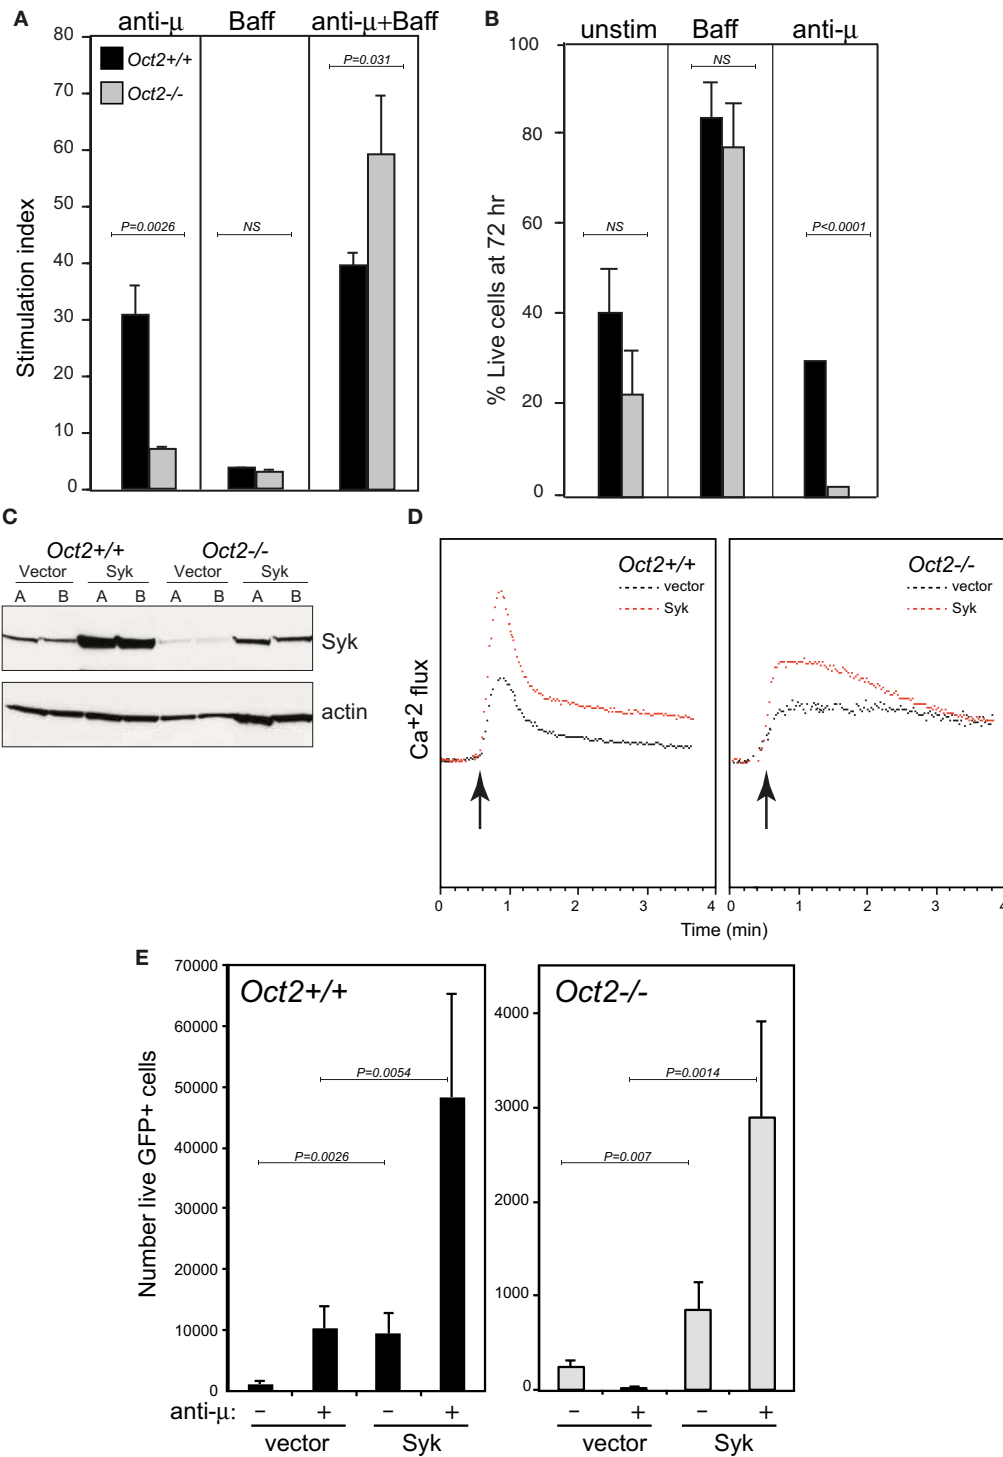 A
anti-μ Baff anti-μ+Baff
80
70
60
50
40
30
20
10
0
Stimulation index
Oct2+/+
Oct2-/-
P=0.0026
NS
P=0.031
B
unstim Baff anti-μ
100
80
60
40
20
0
% Live cells at 72 hr
NS
NS
P<0.0001
C
Oct2+/+ Oct2-/-
Vector Syk Vector Syk
A B A B A B A B
Syk
actin
D
Ca+2 flux
Oct2+/+
vector
Syk
Oct2-/-
vector
Syk
0 1 2 3 4
0 1 2 3 4
Time (min)
E
Number live GFP+ cells
70000
60000
50000
40000
30000
20000
10000
0
Oct2+/+
P=0.0054
P=0.0026
Oct2-/-
4000
3000
2000
1000
0
P=0.0014
P=0.007
anti-μ: − + − + − + − +
vector Syk vector Syk